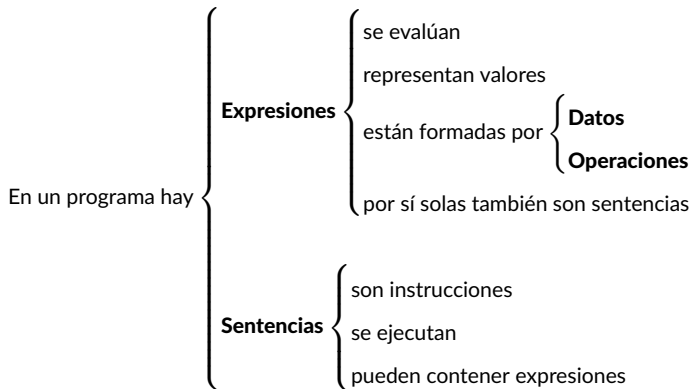 En un programa hay
Expresiones
se evalúan
representan valores
están formadas por
Datos
Operaciones
por sí solas también son sentencias
Sentencias
son instrucciones
se ejecutan
pueden contener expresiones